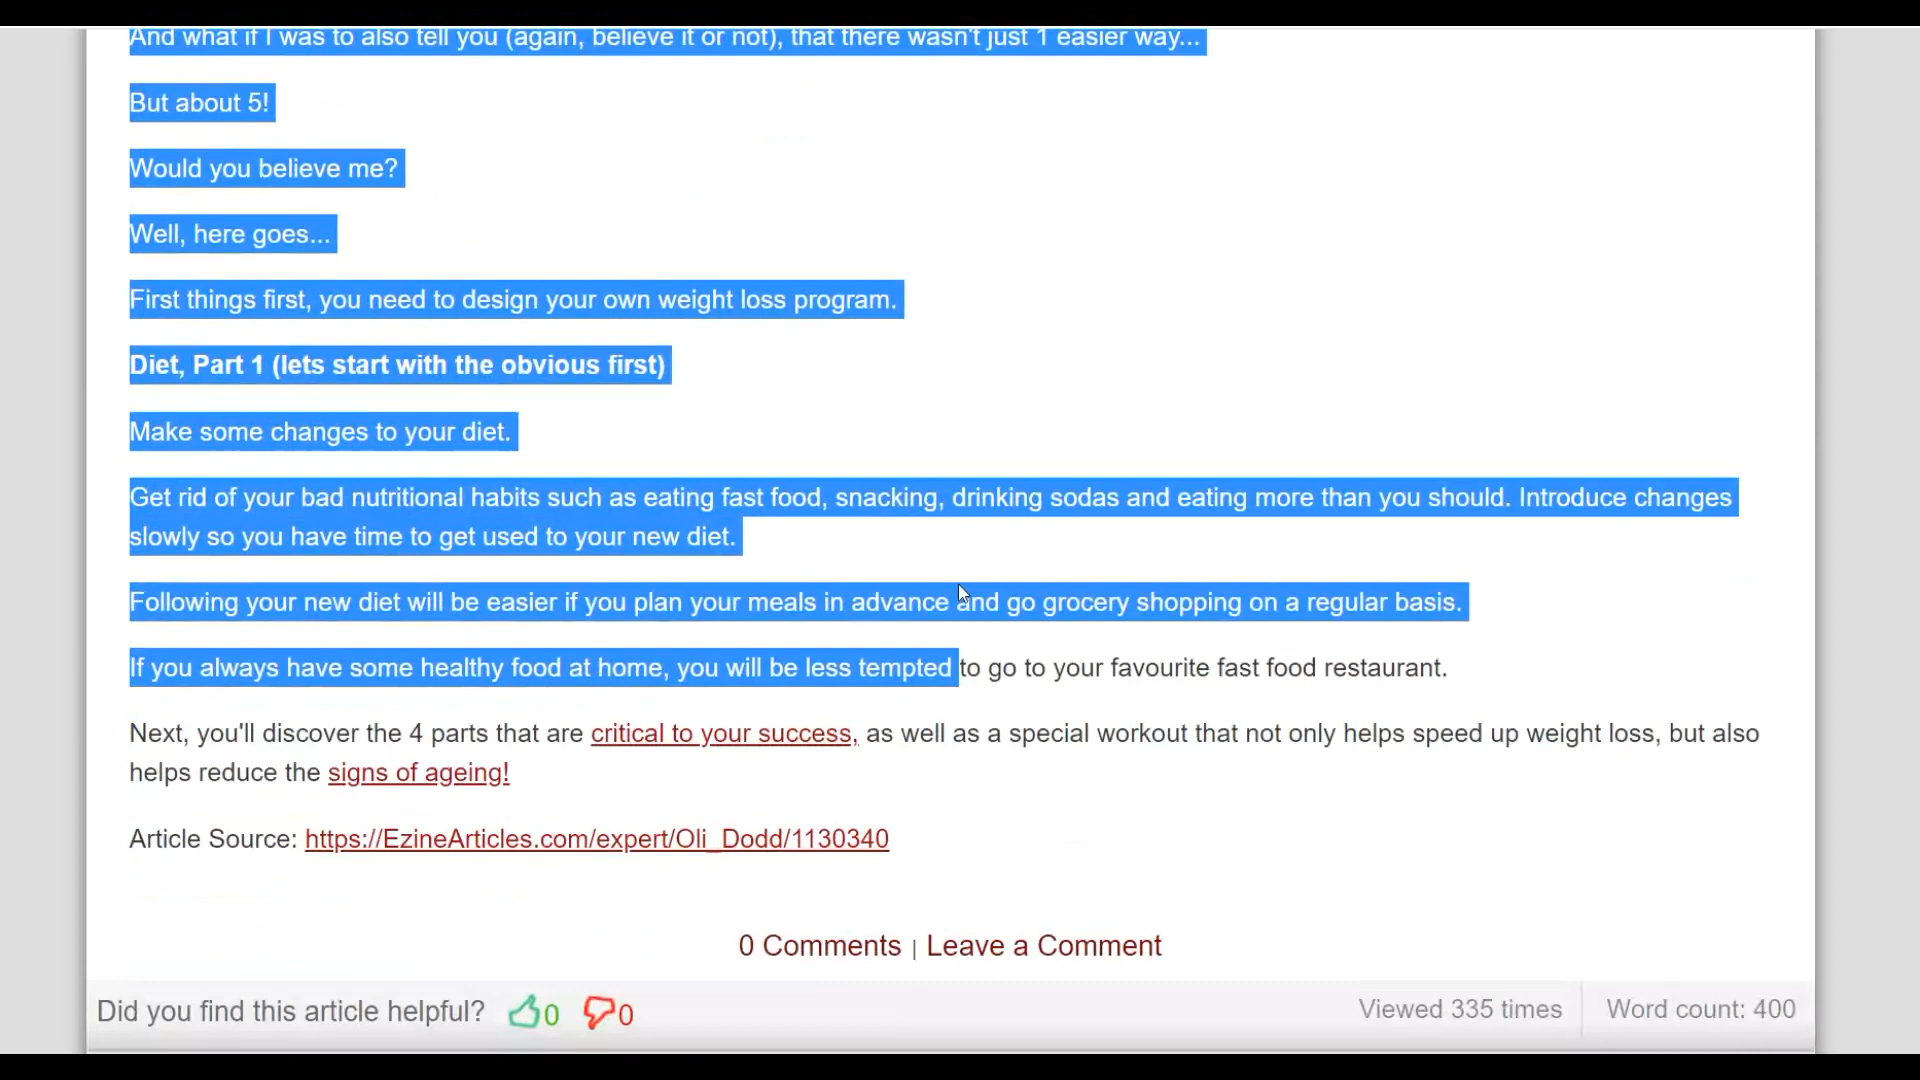 And what if I was to also tell you (again, believe it or not), that there wasn't just 1 easier way...
But about 5!
Would you believe me?
Well, here goes...
First things first, you need to design your own weight loss program.
Diet, Part 1 (lets start with the obvious first)
Make some changes to your diet.
Get rid of your bad nutritional habits such as eating fast food, snacking, drinking sodas and eating more than you should. Introduce changes
slowly so you have time to get used to your new diet.
Following your new diet will be easier if you plan your meals in advance and go grocery shopping on a regular basis.
If you always have some healthy food at home, you will be less tempted to go to your favourite fast food restaurant.
Next, you'll discover the 4 parts that are critical to your success, as well as a special workout that not only helps speed up weight loss, but also
helps reduce the signs of ageing!
Article Source: https://EzineArticles.com/expert/Oli_Dodd/1130340
0 Comments | Leave a Comment
Did you find this article helpful? 0 0 Viewed 335 times Word count: 400